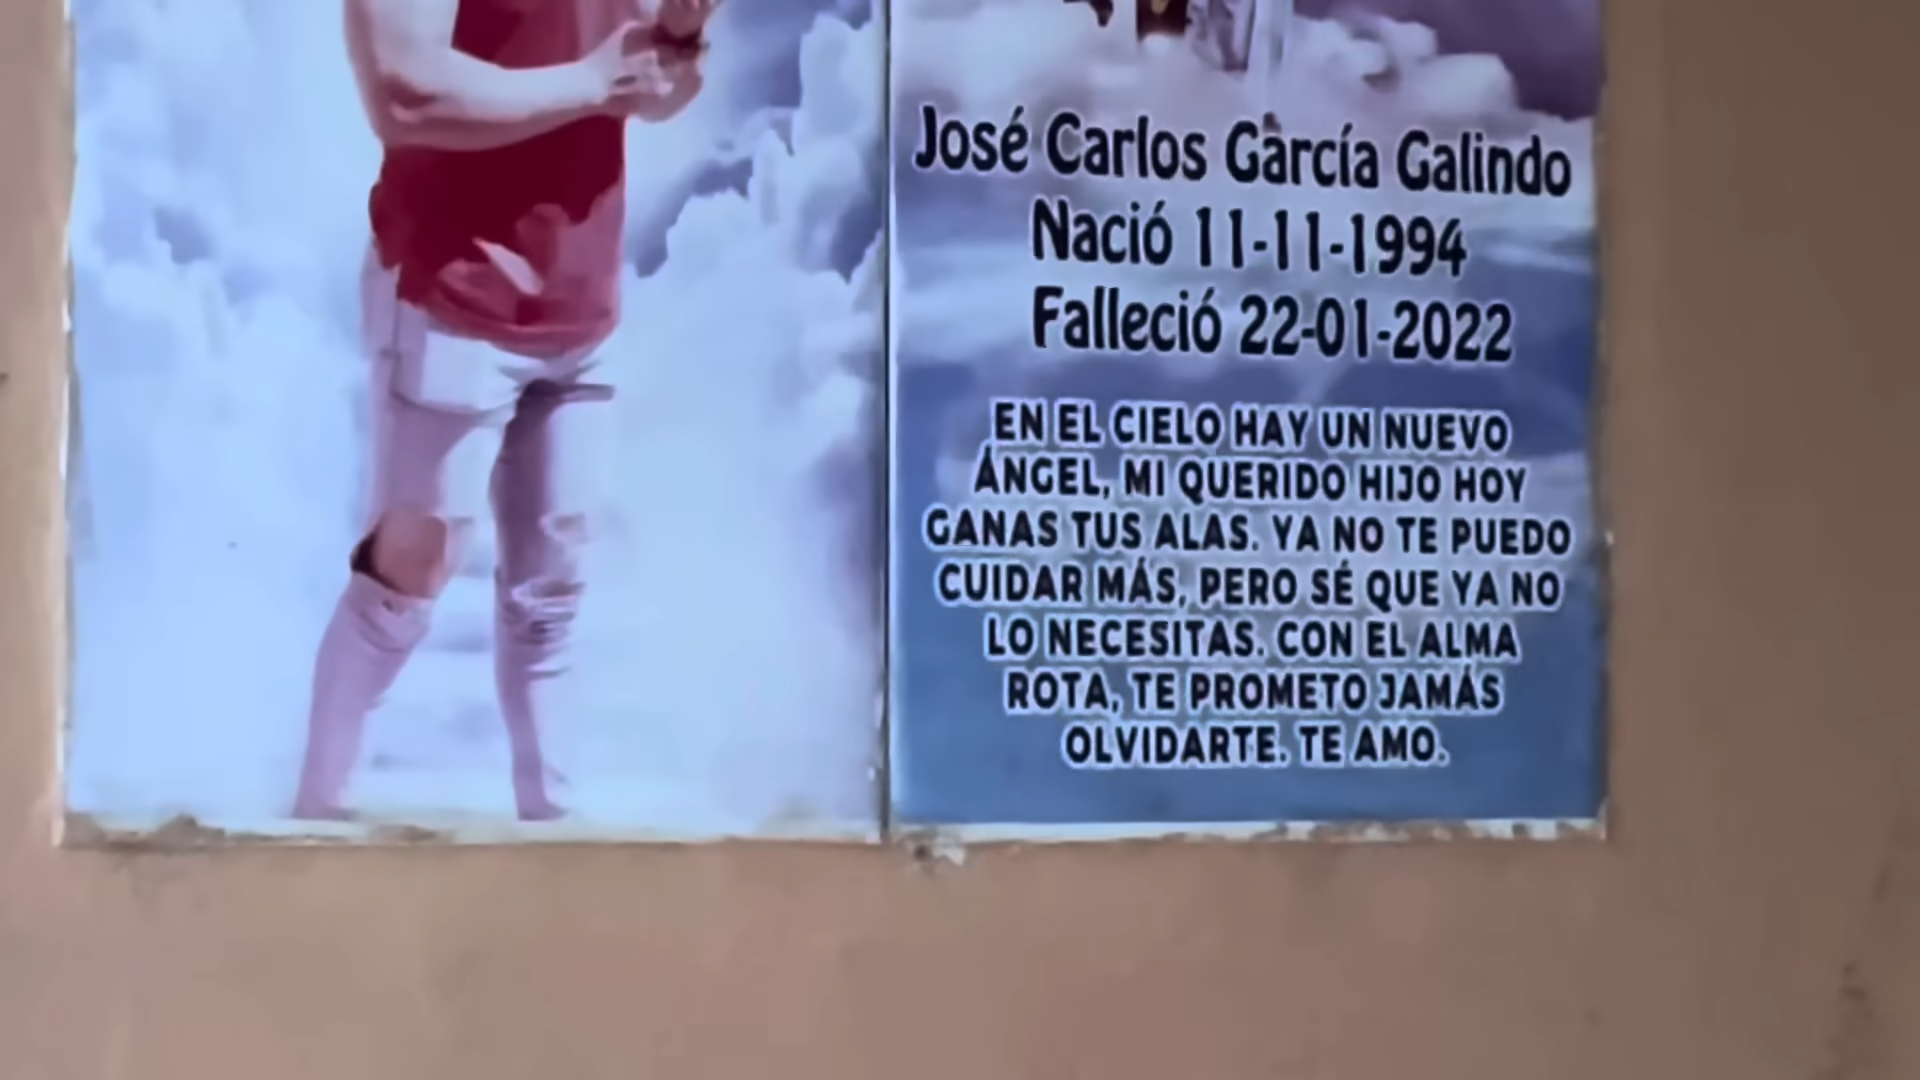 José Carlos García Galindo
Nació 11-11-1994
Falleció 22-01-2022
EN EL CIELO HAY UN NUEVO
ÁNGEL, MI QUERIDO HIJO HOY
GANAS TUS ALAS. YA NO TE PUEDO
CUIDAR MÁS, PERO SÉ QUE YA NO
LO NECESITAS. CON EL ALMA
ROTA, TE PROMETO JAMÁS
OLVIDARTE. TE AMO.